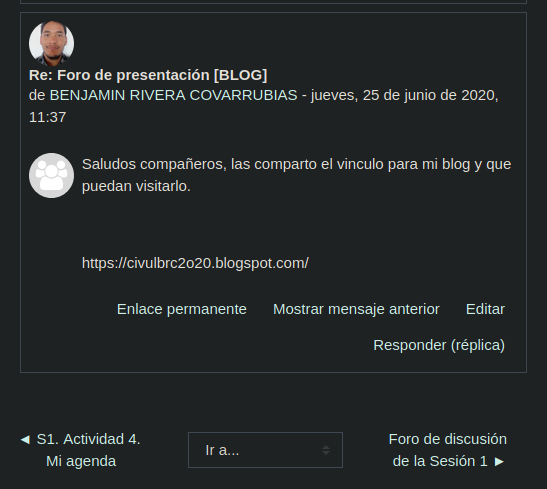 Re: Foro de presentación [BLOG]
de BENJAMIN RIVERA COVARRUBIAS - jueves, 25 de junio de 2020,
11:37
Saludos compañeros, las comparto el vinculo para mi blog y que
puedan visitarlo.
https://civulbrc2o20.blogspot.com/
Enlace permanente Mostrar mensaje anterior Editar
Responder (réplica)
◄ S1. Actividad 4.
Mi agenda
Ir a...
Foro de discusión
de la Sesión 1 ►